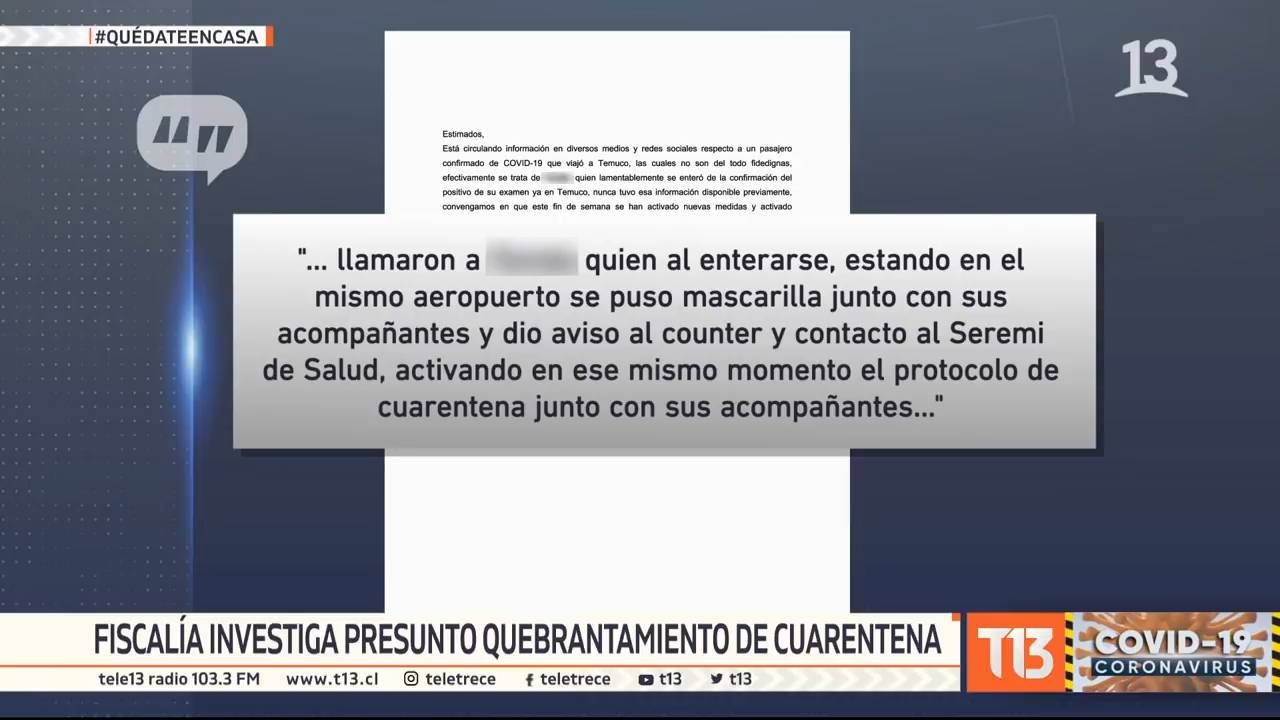 #QUÉDATEENCASA
13
Estimados,
Está circulando información en diversos medios y redes sociales respecto a un pasajero
confirmado de COVID-19 que viajó a Temuco, las cuales no son del todo fidedignas,
efectivamente se trata de quien lamentablemente se enteró de la confirmación del
positivo de su examen ya en Temuco, nunca tuvo esa información disponible previamente,
convengamos en que este fin de semana se han activado nuevas medidas y activado
"... llamaron a quien al enterarse, estando en el
mismo aeropuerto se puso mascarilla junto con sus
acompañantes y dio aviso al counter y contacto al Seremi
de Salud, activando en ese mismo momento el protocolo de
cuarentena junto con sus acompañantes..."
FISCALÍA INVESTIGA PRESUNTO QUEBRANTAMIENTO DE CUARENTENA
tele13 radio 103.3 FM www.t13.cl teletrece teletrece t13 t13
T13
COVID-19
CORONAVIRUS